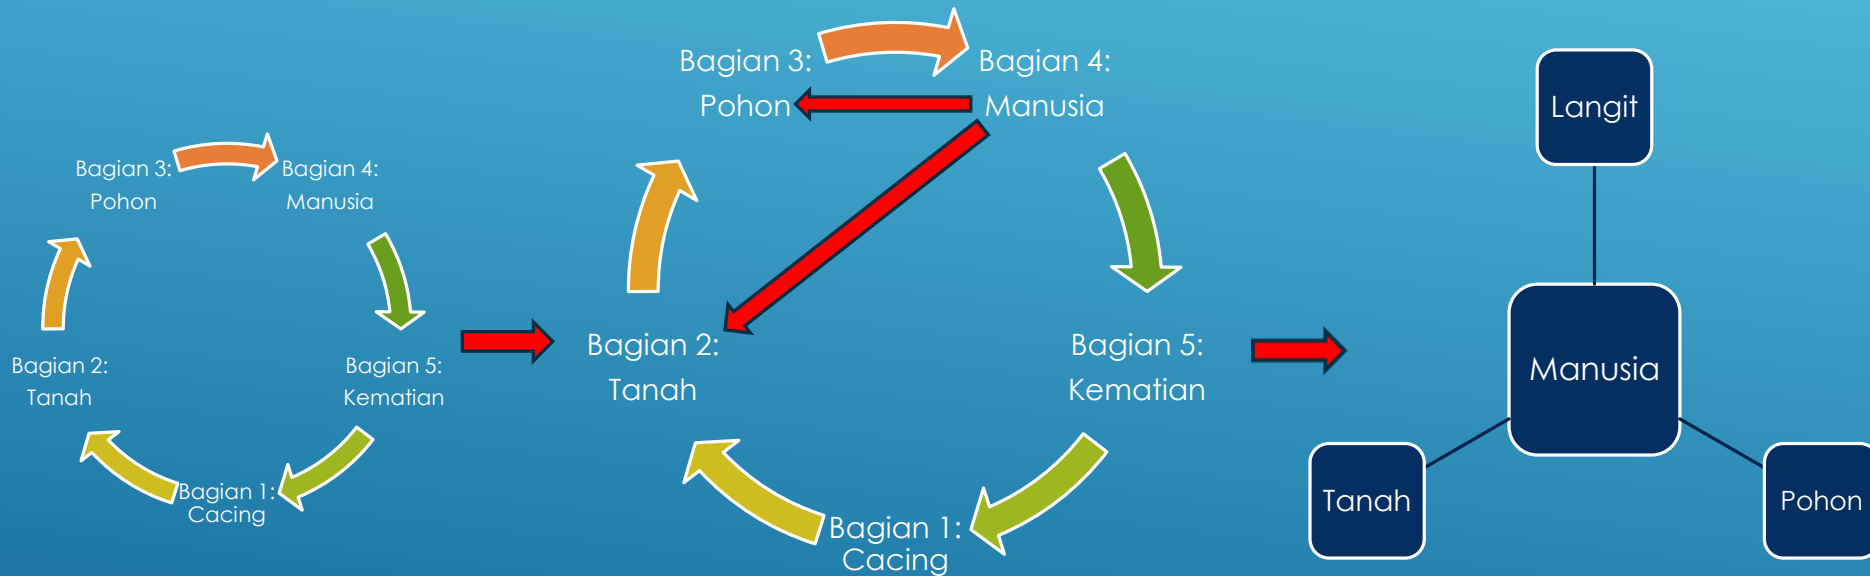 Bagian 3:
Pohon
Bagian 4:
Manusia
Bagian 2:
Tanah
Bagian 5:
Kematian
Bagian 1:
Cacing
Bagian 3:
Pohon
Bagian 4:
Manusia
Bagian 2:
Tanah
Bagian 5:
Kematian
Bagian 1:
Cacing
Langit
Manusia
Tanah
Pohon